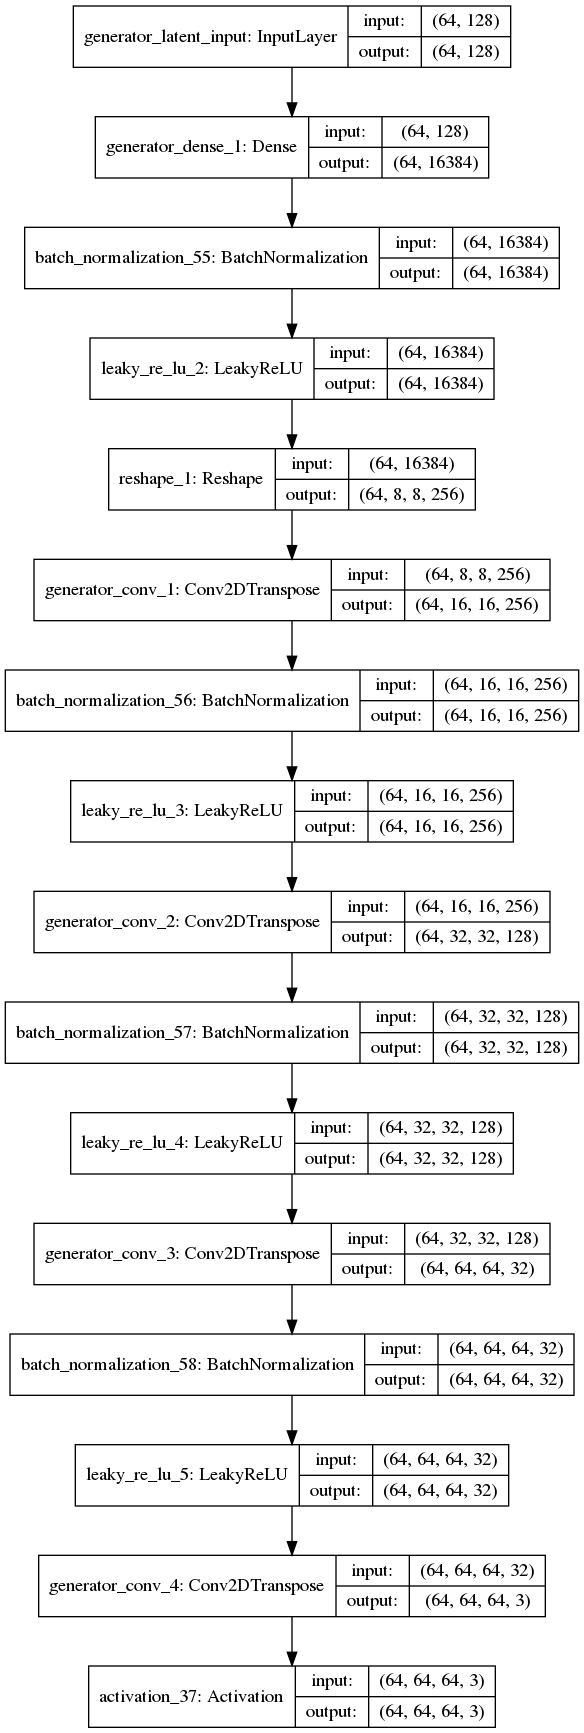 generator_latent_input: InputLayer
input: (64, 128)
output: (64, 128)
generator_dense_1: Dense
input: (64, 128)
output: (64, 16384)
batch_normalization_55: BatchNormalization
input: (64, 16384)
output: (64, 16384)
leaky_re_lu_2: LeakyReLU
input: (64, 16384)
output: (64, 16384)
reshape_1: Reshape
input: (64, 16384)
output: (64, 8, 8, 256)
generator_conv_1: Conv2DTranspose
input: (64, 8, 8, 256)
output: (64, 16, 16, 256)
batch_normalization_56: BatchNormalization
input: (64, 16, 16, 256)
output: (64, 16, 16, 256)
leaky_re_lu_3: LeakyReLU
input: (64, 16, 16, 256)
output: (64, 16, 16, 256)
generator_conv_2: Conv2DTranspose
input: (64, 16, 16, 256)
output: (64, 32, 32, 128)
batch_normalization_57: BatchNormalization
input: (64, 32, 32, 128)
output: (64, 32, 32, 128)
leaky_re_lu_4: LeakyReLU
input: (64, 32, 32, 128)
output: (64, 32, 32, 128)
generator_conv_3: Conv2DTranspose
input: (64, 32, 32, 128)
output: (64, 64, 64, 32)
batch_normalization_58: BatchNormalization
input: (64, 64, 64, 32)
output: (64, 64, 64, 32)
leaky_re_lu_5: LeakyReLU
input: (64, 64, 64, 32)
output: (64, 64, 64, 32)
generator_conv_4: Conv2DTranspose
input: (64, 64, 64, 32)
output: (64, 64, 64, 3)
activation_37: Activation
input: (64, 64, 64, 3)
output: (64, 64, 64, 3)